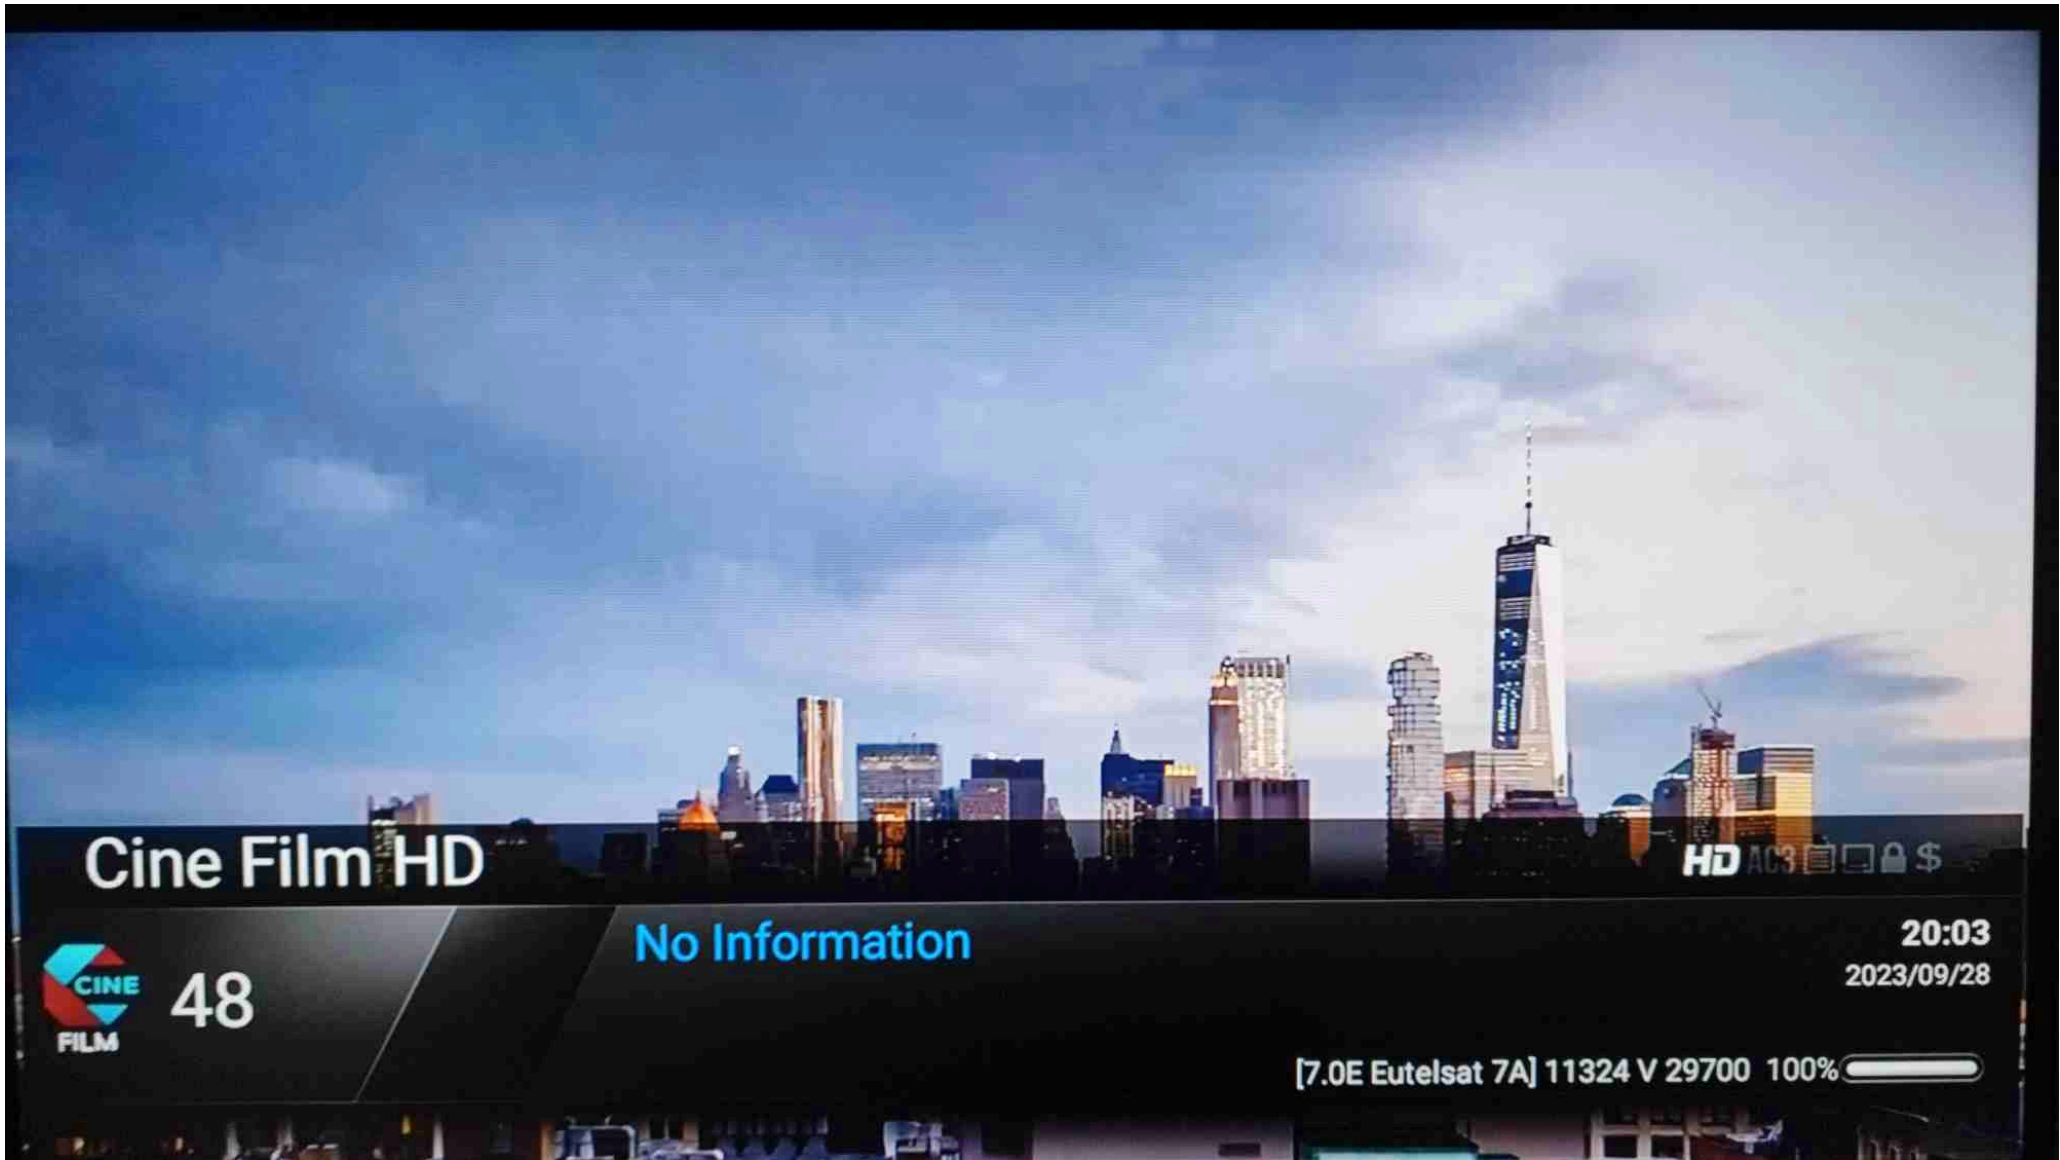 Cine Film HD
HD AC3 $
CINE
FILM
48
No Information
20:03
2023/09/28
[7.0E Eutelsat 7A] 11324 V 29700 100%